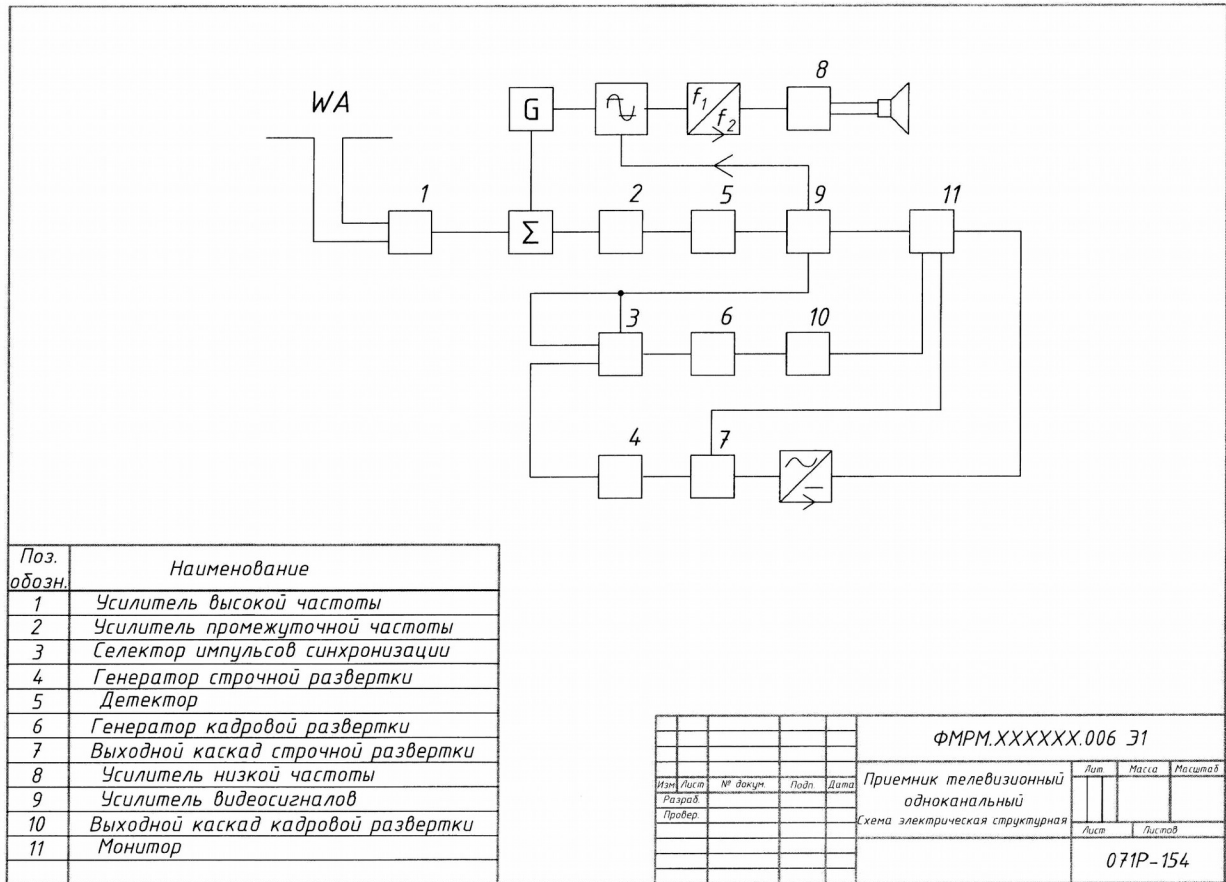 8
WA
G
f1
f2
1
2
5
9
11
Σ
3
6
10
4
7
Поз. обозн.
Наименование
1 Усилитель высокой частоты
2 Усилитель промежуточной частоты
3 Селектор импульсов синхронизации
4 Генератор строчной развертки
5 Детектор
6 Генератор кадровой развертки
7 Выходной каскад строчной развертки
8 Усилитель низкой частоты
9 Усилитель видеосигналов
10 Выходной каскад кадровой развертки
11 Монитор
ФМРМ.XXXXXX.006 Э1
Изм. Лист № докум. Подп. Дата
Разраб.
Провер.
Приемник телевизионный
одноканальный
Схема электрическая структурная
Лит. Масса Масштаб
Лист Листов
071Р-154